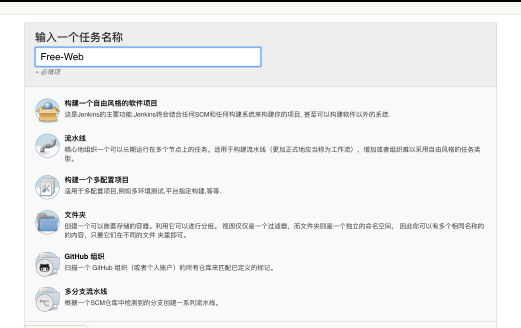 输入一个任务名称
Free-Web
» 必填项
构建一个自由风格的软件项目
这是Jenkins的主要功能.Jenkins将会结合任何SCM和任何构建系统来构建你的项目, 甚至可以构建软件以外的系统.
流水线
精心地组织一个可以长期运行在多个节点上的任务。适用于构建流水线（更加正式地应当称为工作流），增加或者组织难以采用自由风格的任务类
型。
构建一个多配置项目
适用于多配置项目,例如多环境测试,平台指定构建,等等.
文件夹
创建一个可以嵌套存储的容器。利用它可以进行分组。 视图仅仅是一个过滤器，而文件夹则是一个独立的命名空间， 因此你可以有多个相同名称的
的内容，只要它们在不同的文件 夹里即可。
GitHub 组织
扫描一个 GitHub 组织（或者个人账户）的所有仓库来匹配已定义的标记。
多分支流水线
根据一个SCM仓库中检测到的分支创建一系列流水线。